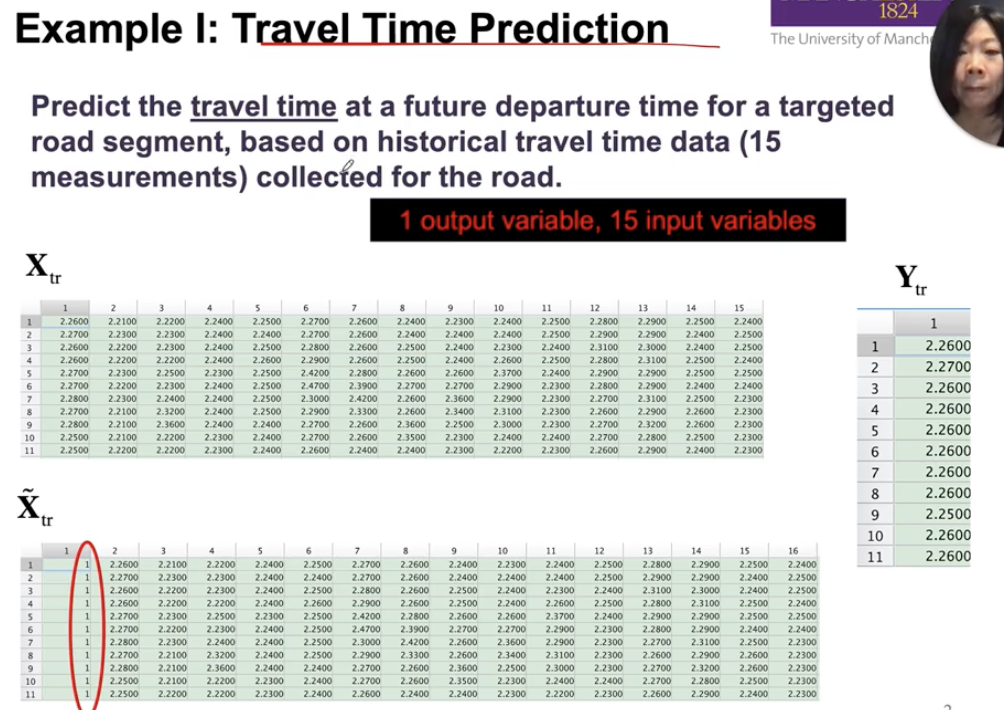 Example I: Travel Time Prediction
1824
The University of Manch
Predict the travel time at a future departure time for a targeted
road segment, based on historical travel time data (15
measurements) collected for the road.
1 output variable, 15 input variables
X tr
1 2 3 4 5 6 7 8 9 10 11 12 13 14 15
1 2.2600 2.2100 2.2200 2.2400 2.2500 2.2700 2.2600 2.2400 2.2300 2.2400 2.2500 2.2800 2.2900 2.2500 2.2400
2 2.2700 2.2300 2.2300 2.2400 2.2400 2.2700 2.2600 2.2400 2.2400 2.2400 2.2500 2.2900 2.2900 2.2400 2.2500
3 2.2600 2.2200 2.2300 2.2400 2.2500 2.2800 2.2600 2.2500 2.2400 2.2300 2.2400 2.3100 2.3000 2.2400 2.2500
4 2.2600 2.2200 2.2200 2.2400 2.2600 2.2900 2.2600 2.2500 2.2400 2.2600 2.2500 2.2800 2.3100 2.2500 2.2400
5 2.2700 2.2300 2.2500 2.2300 2.2500 2.4200 2.2800 2.2600 2.2600 2.3700 2.2400 2.2900 2.2900 2.2500 2.2500
6 2.2700 2.2200 2.2300 2.2400 2.2500 2.4700 2.3900 2.2700 2.2700 2.2900 2.2300 2.2800 2.2900 2.2400 2.2400
7 2.2800 2.2300 2.2400 2.2400 2.2500 2.3000 2.4200 2.2600 2.3600 2.2900 2.2300 2.2700 2.3100 2.2500 2.2300
8 2.2700 2.2100 2.3200 2.2400 2.2500 2.2900 2.3300 2.2600 2.3400 2.3100 2.2300 2.2600 2.2900 2.2600 2.2300
9 2.2800 2.2100 2.3600 2.2400 2.2400 2.2700 2.2600 2.3600 2.2500 2.3000 2.2300 2.2700 2.3200 2.2600 2.2300
10 2.2500 2.2100 2.2200 2.2300 2.2400 2.2700 2.2600 2.3500 2.2300 2.2400 2.2400 2.2700 2.2800 2.2500 2.2300
11 2.2500 2.2200 2.2200 2.2300 2.2400 2.2600 2.2400 2.2400 2.2300 2.2200 2.2300 2.2600 2.2900 2.2400 2.2300
Y tr
1
1 2.2600
2 2.2700
3 2.2600
4 2.2600
5 2.2600
6 2.2600
7 2.2600
8 2.2600
9 2.2500
10 2.2600
11 2.2600
X̃ tr
1 2 3 4 5 6 7 8 9 10 11 12 13 14 15 16
1 1 2.2600 2.2100 2.2200 2.2400 2.2500 2.2700 2.2600 2.2400 2.2300 2.2400 2.2500 2.2800 2.2900 2.2500 2.2400
2 1 2.2700 2.2300 2.2300 2.2400 2.2400 2.2700 2.2600 2.2400 2.2400 2.2400 2.2500 2.2900 2.2900 2.2400 2.2500
3 1 2.2600 2.2200 2.2300 2.2400 2.2500 2.2800 2.2600 2.2500 2.2400 2.2300 2.2400 2.3100 2.3000 2.2400 2.2500
4 1 2.2600 2.2200 2.2200 2.2400 2.2600 2.2900 2.2600 2.2500 2.2400 2.2600 2.2500 2.2800 2.3100 2.2500 2.2400
5 1 2.2700 2.2300 2.2500 2.2300 2.2500 2.4200 2.2800 2.2600 2.2600 2.3700 2.2400 2.2900 2.2900 2.2500 2.2500
6 1 2.2700 2.2200 2.2300 2.2400 2.2500 2.4700 2.3900 2.2700 2.2700 2.2900 2.2300 2.2800 2.2900 2.2400 2.2400
7 1 2.2800 2.2300 2.2400 2.2400 2.2500 2.3000 2.4200 2.2600 2.3600 2.2900 2.2300 2.2700 2.3100 2.2500 2.2300
8 1 2.2700 2.2100 2.3200 2.2400 2.2500 2.2900 2.3300 2.2600 2.3400 2.3100 2.2300 2.2600 2.2900 2.2600 2.2300
9 1 2.2800 2.2100 2.3600 2.2400 2.2400 2.2700 2.2600 2.3600 2.2500 2.3000 2.2300 2.2700 2.3200 2.2600 2.2300
10 1 2.2500 2.2100 2.2200 2.2300 2.2400 2.2700 2.2600 2.3500 2.2300 2.2400 2.2400 2.2700 2.2800 2.2500 2.2300
11 1 2.2500 2.2200 2.2200 2.2300 2.2400 2.2600 2.2400 2.2400 2.2300 2.2200 2.2300 2.2600 2.2900 2.2400 2.2300